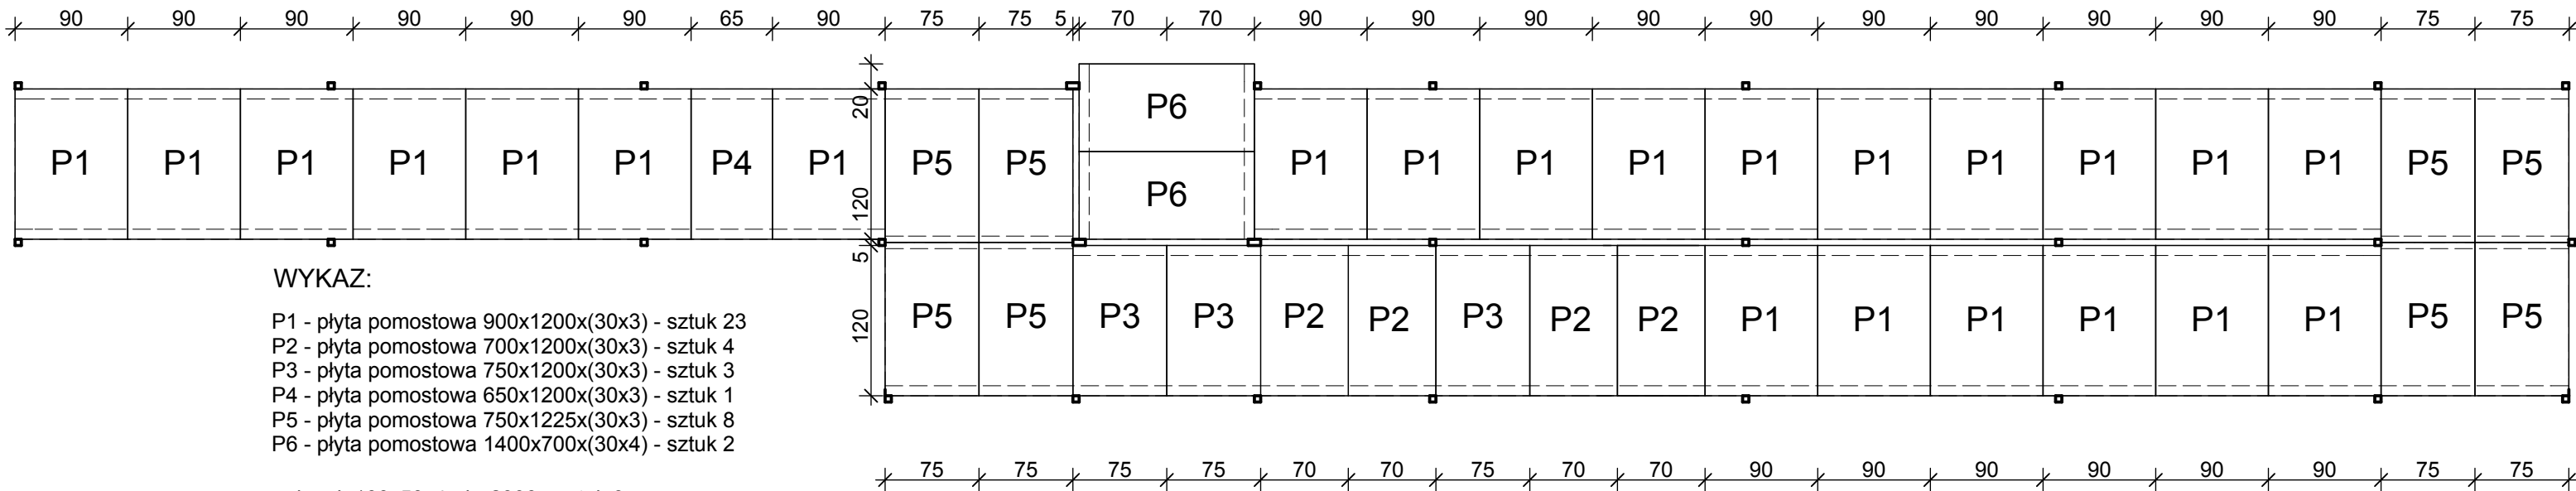 90 90 90 90 90 90 65 90 75 75 5 70 70 90 90 90 90 90 90 90 90 90 90 75 75
20
P6
P1 P1 P1 P1 P1 P1 P4 P1 P5 P5 P1 P1 P1 P1 P1 P1 P1 P1 P1 P1 P5 P5
P6
120
5
WYKAZ:
120
P5 P5 P3 P3 P2 P2 P3 P2 P2 P1 P1 P1 P1 P1 P1 P5 P5
P1 - płyta pomostowa 900x1200x(30x3) - sztuk 23
P2 - płyta pomostowa 700x1200x(30x3) - sztuk 4
P3 - płyta pomostowa 750x1200x(30x3) - sztuk 3
P4 - płyta pomostowa 650x1200x(30x3) - sztuk 1
P5 - płyta pomostowa 750x1225x(30x3) - sztuk 8
P6 - płyta pomostowa 1400x700x(30x4) - sztuk 2
75 75 75 75 70 70 75 70 70 90 90 90 90 90 90 75 75